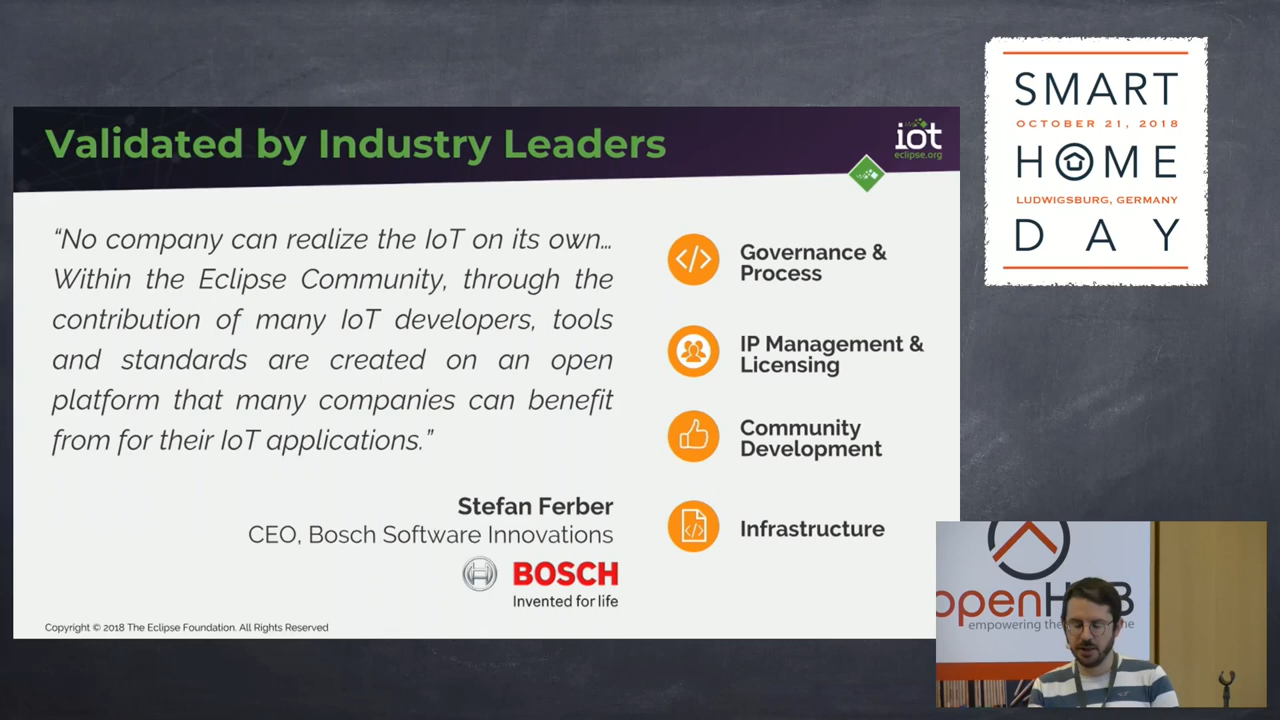 Validated by Industry Leaders
iot
eclipse.org
“No company can realize the IoT on its own…
Within the Eclipse Community, through the
contribution of many IoT developers, tools
and standards are created on an open
platform that many companies can benefit
from for their IoT applications.”
Stefan Ferber
CEO, Bosch Software Innovations
BOSCH
Invented for life
Governance &
Process
IP Management &
Licensing
Community
Development
Infrastructure
Copyright © 2018 The Eclipse Foundation. All Rights Reserved
SMART
OCTOBER 21, 2018
HOME
LUDWIGSBURG, GERMANY
DAY
openHAB
empowering the